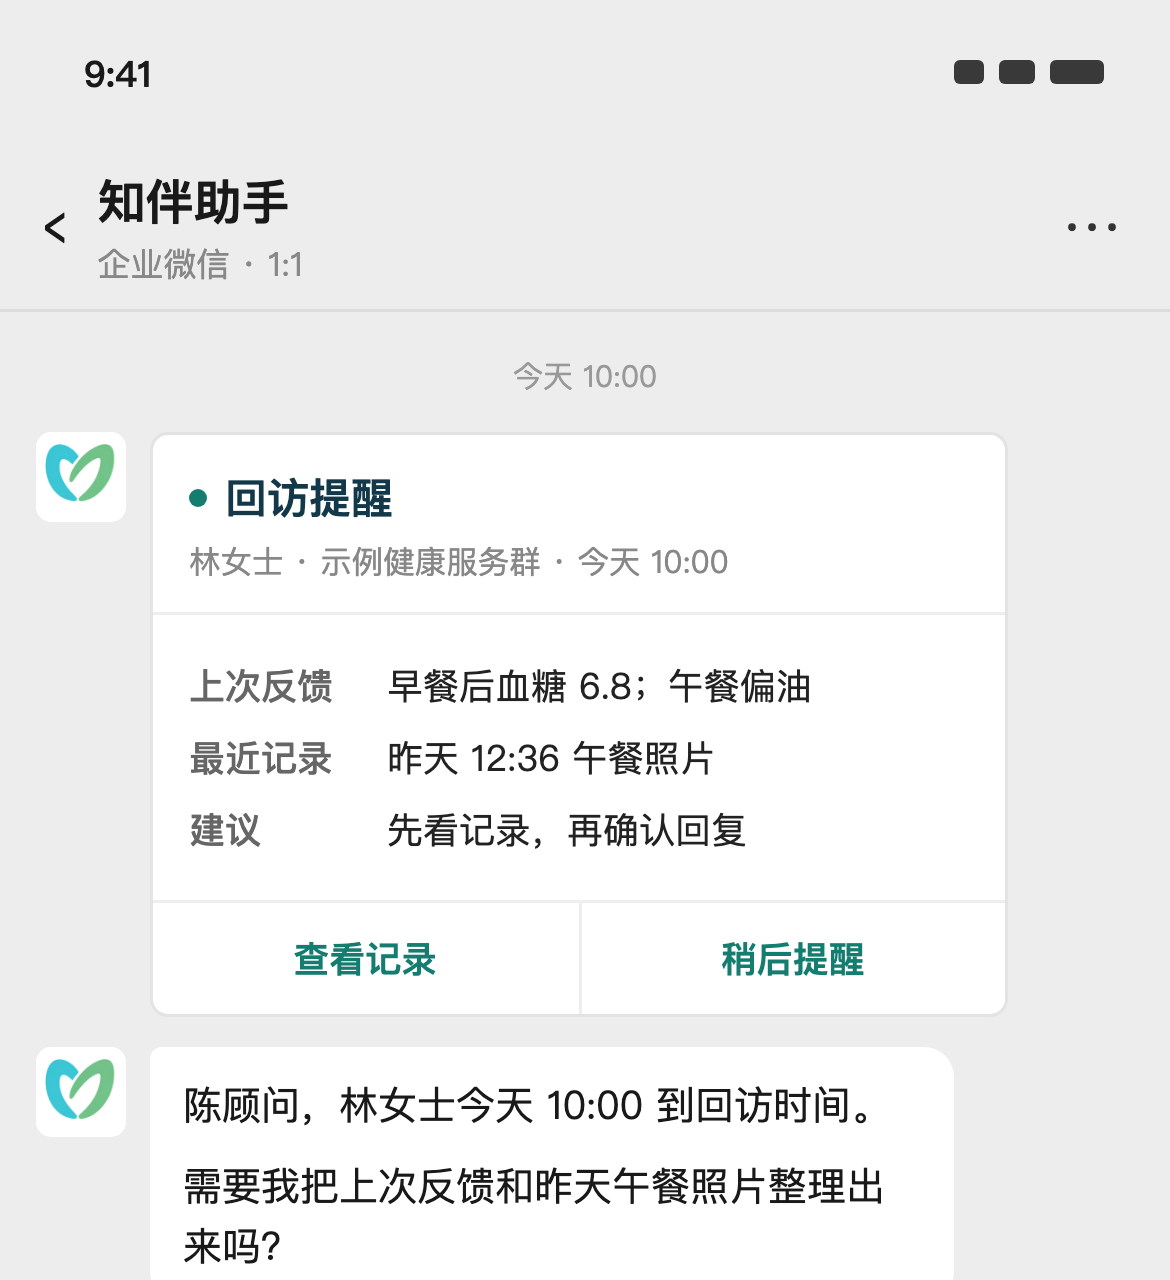 9:41
知伴助手
企业微信 · 1:1
今天 10:00
回访提醒
林女士 · 示例健康服务群 · 今天 10:00
上次反馈 早餐后血糖 6.8；午餐偏油
最近记录 昨天 12:36 午餐照片
建议 先看记录，再确认回复
查看记录 稍后提醒
陈顾问，林女士今天 10:00 到回访时间。
需要我把上次反馈和昨天午餐照片整理出
来吗？